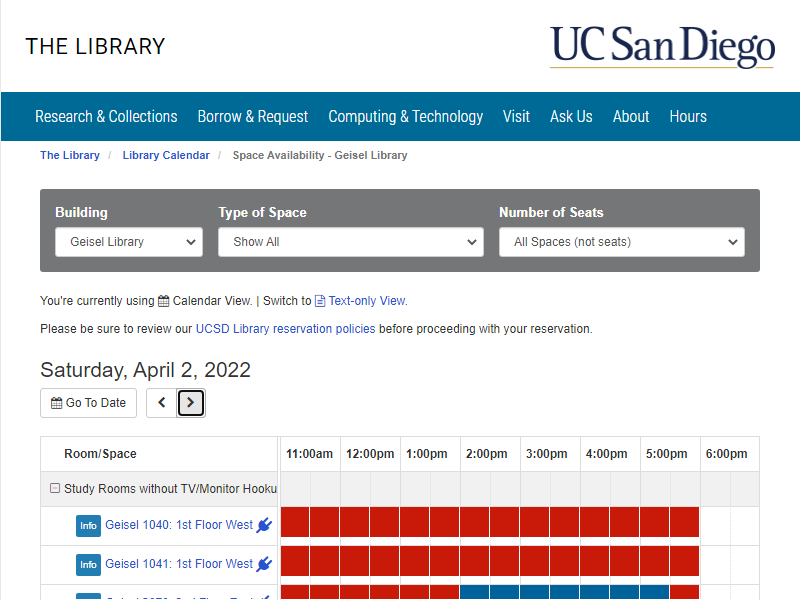 THE LIBRARY
UC San Diego
Research & Collections Borrow & Request Computing & Technology Visit Ask Us About Hours
The Library / Library Calendar / Space Availability - Geisel Library
Building Type of Space Number of Seats
Geisel Library Show All All Spaces (not seats)
You're currently using Calendar View. | Switch to Text-only View.
Please be sure to review our UCSD Library reservation policies before proceeding with your reservation.
Saturday, April 2, 2022
Go To Date
Room/Space 11:00am 12:00pm 1:00pm 2:00pm 3:00pm 4:00pm 5:00pm 6:00pm
Study Rooms without TV/Monitor Hooku
Info Geisel 1040: 1st Floor West
Info Geisel 1041: 1st Floor West